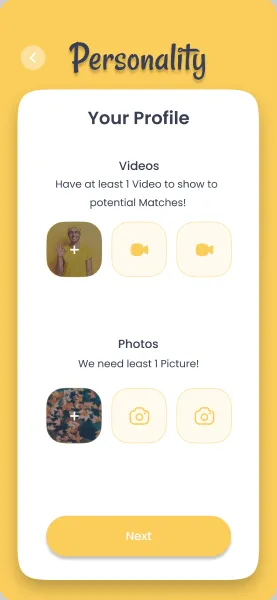 Personality
Your Profile
Videos
Have at least 1 Video to show to
potential Matches!
+
Photos
We need least 1 Picture!
+
Next